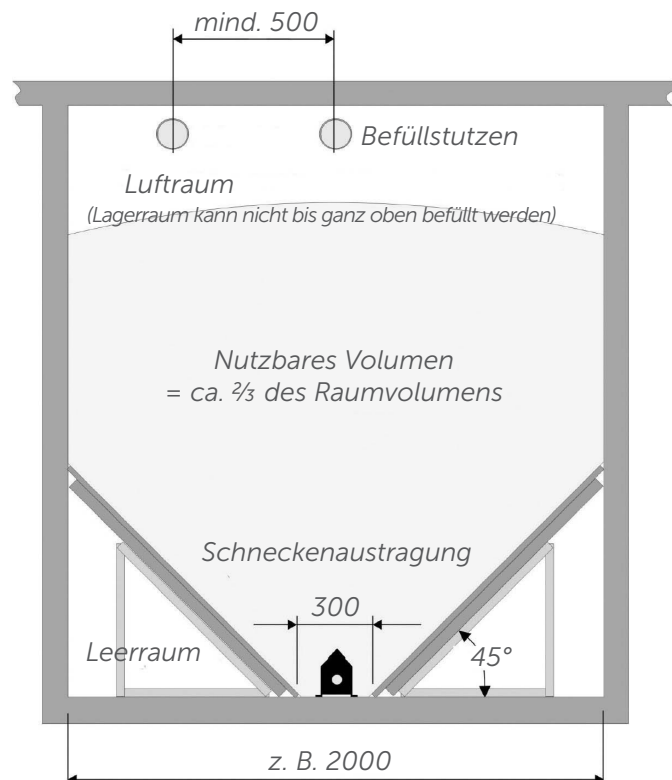 mind. 500
Befüllstutzen
Luftraum
(Lagerraum kann nicht bis ganz oben befüllt werden)
Nutzbares Volumen
= ca. ⅔ des Raumvolumens
Schneckenaustragung
300
Leerraum
45°
z. B. 2000